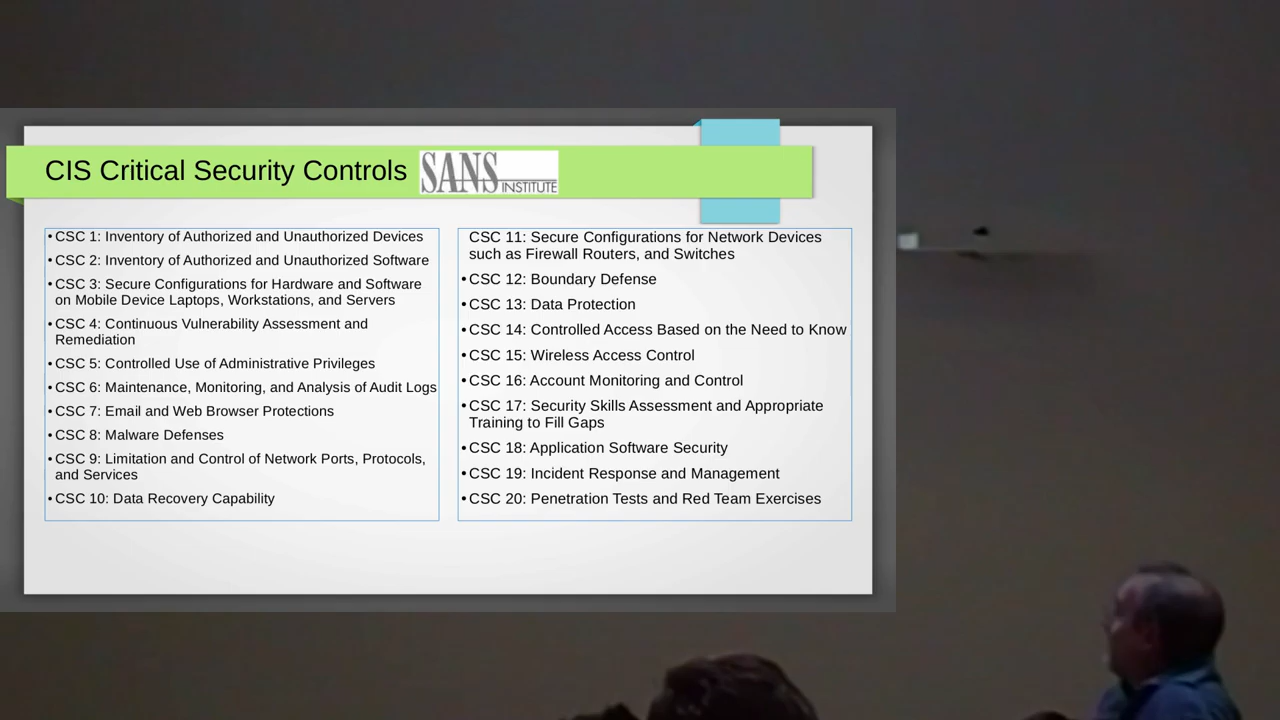 CIS Critical Security Controls
SANS
INSTITUTE
• CSC 1: Inventory of Authorized and Unauthorized Devices
• CSC 2: Inventory of Authorized and Unauthorized Software
• CSC 3: Secure Configurations for Hardware and Software
on Mobile Device Laptops, Workstations, and Servers
• CSC 4: Continuous Vulnerability Assessment and
Remediation
• CSC 5: Controlled Use of Administrative Privileges
• CSC 6: Maintenance, Monitoring, and Analysis of Audit Logs
• CSC 7: Email and Web Browser Protections
• CSC 8: Malware Defenses
• CSC 9: Limitation and Control of Network Ports, Protocols,
and Services
• CSC 10: Data Recovery Capability
CSC 11: Secure Configurations for Network Devices
such as Firewall Routers, and Switches
• CSC 12: Boundary Defense
• CSC 13: Data Protection
• CSC 14: Controlled Access Based on the Need to Know
• CSC 15: Wireless Access Control
• CSC 16: Account Monitoring and Control
• CSC 17: Security Skills Assessment and Appropriate
Training to Fill Gaps
• CSC 18: Application Software Security
• CSC 19: Incident Response and Management
• CSC 20: Penetration Tests and Red Team Exercises